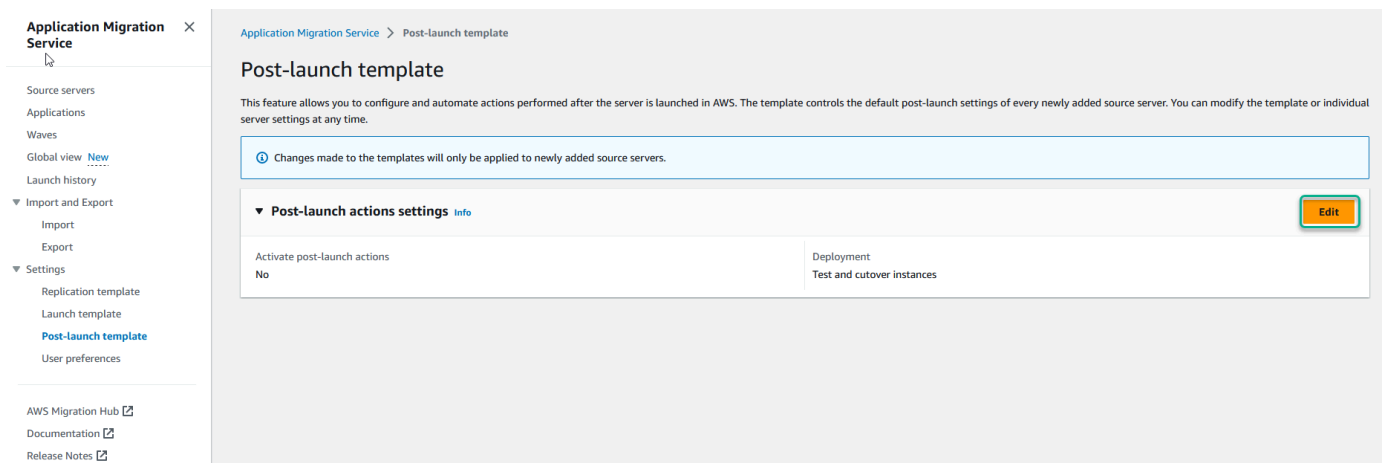 Application Migration
Service
Source servers
Applications
Waves
Global view New
Launch history
Import and Export
Import
Export
Settings
Replication template
Launch template
Post-launch template
User preferences
AWS Migration Hub
Documentation
Release Notes
Application Migration Service > Post-launch template
Post-launch template
This feature allows you to configure and automate actions performed after the server is launched in AWS. The template controls the default post-launch settings of every newly added source server. You can modify the template or individual
server settings at any time.
Changes made to the templates will only be applied to newly added source servers.
Post-launch actions settings Info
Edit
Activate post-launch actions
No
Deployment
Test and cutover instances